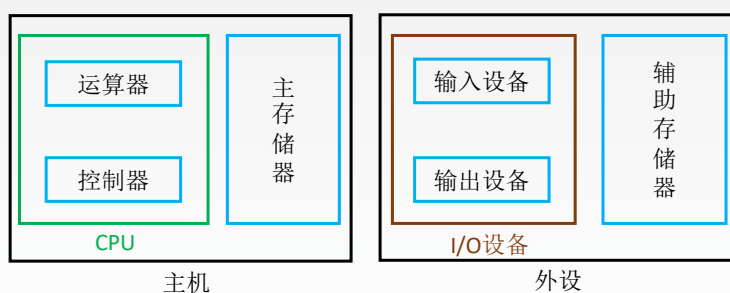 运算器
控制器
CPU
主存储器
主机
输入设备
输出设备
I/O设备
辅助存储器
外设